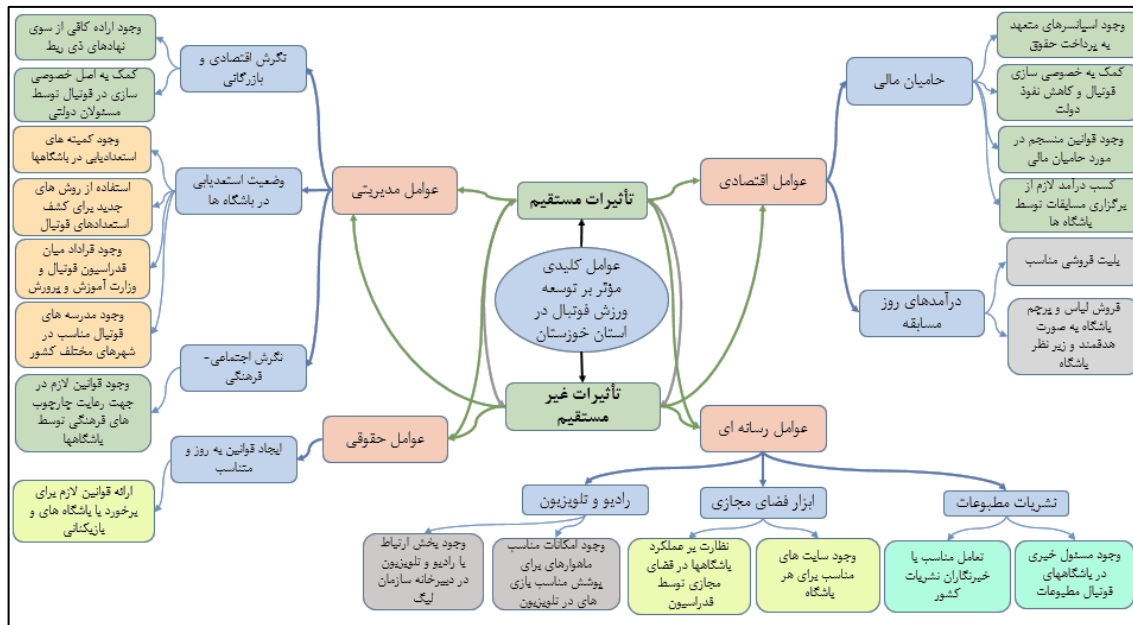 عوامل کلیدی
مؤثر بر توسعه
ورزش فوتبال در
استان خوزستان
تأثیرات مستقیم
تأثیرات غیر
مستقیم
عوامل اقتصادی
حامیان مالی
وجود اسپانسرهای متعهد
به پرداخت حقوق
کمک به خصوصی سازی
فوتبال و کاهش نفوذ
دولت
وجود قوانین منسجم در
مورد حامیان مالی
کسب درآمد لازم از
برگزاری مسابقات توسط
باشگاه ها
درآمدهای روز
مسابقه
بلیت فروشی مناسب
فروش لباس و پرچم
باشگاه به صورت
هدفمند و زیر نظر
باشگاه
عوامل مدیریتی
نگرش اقتصادی و
بازرگانی
وجود اراده کافی از سوی
نهادهای ذی ربط
کمک به اصل خصوصی
سازی در فوتبال توسط
مسئولان دولتی
وضعیت استعدیابی
در باشگاه ها
وجود کمیته های
استعدادیابی در باشگاهها
استفاده از روش های
جدید برای کشف
استعدادهای فوتبال
وجود قراداد میان
فدراسیون فوتبال و
وزارت آموزش و پرورش
وجود مدرسه های
فوتبال مناسب در
شهرهای مختلف کشور
نگرش اجتماعی-
فرهنگی
وجود قوانین لازم در
جهت رعایت چارچوب
های فرهنگی توسط
باشگاهها
عوامل حقوقی
ایجاد قوانین به روز و
متناسب
ارائه قوانین لازم برای
برخورد با باشگاه های و
بازیکنانی
عوامل رسانه ای
نشریات مطبوعات
وجود مسئول خبری
در باشگاههای
فوتبال مطبوعات
تعامل مناسب با
خبرنگاران نشریات
کشور
ابزار فضای مجازی
وجود سایت های
مناسب برای هر
باشگاه
نظارت بر عملکرد
باشگاهها در فضای
مجازی توسط
فدراسیون
رادیو و تلویزیون
وجود امکانات مناسب
ماهوارهای برای
پوشش مناسب بازی
های در تلویزیون
وجود بخش ارتباط
با رادیو و تلویزیون
در دبیرخانه سازمان
لیگ